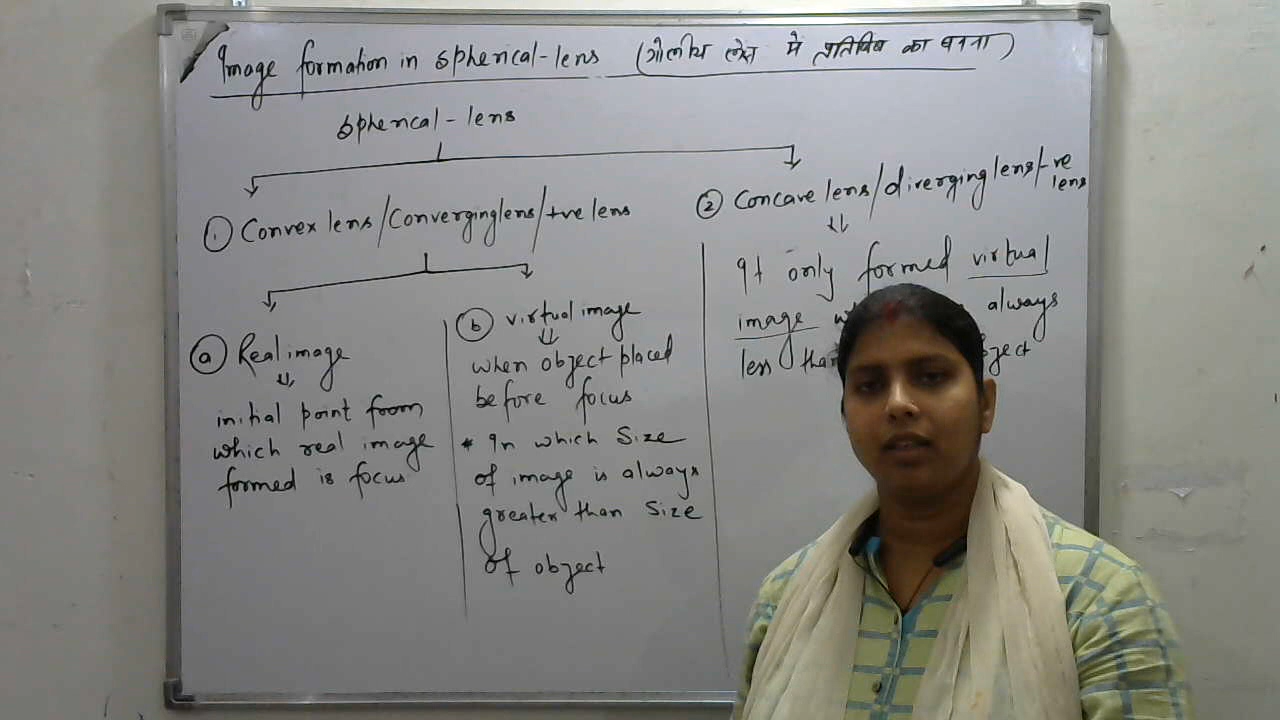 Image formation in spherical-lens (गोलीय लेंस में प्रतिबिंब का बनना)
spherical-lens
① Convex lens/Converging lens/+ve lens
② Concave lens/diverging lens/-ve lens
ⓐ Real image
initial point from
which real image
formed is focus
ⓑ virtual image
when object placed
before focus
* In which size
of image is always
greater than size
of object
It only formed virtual
image always
less than